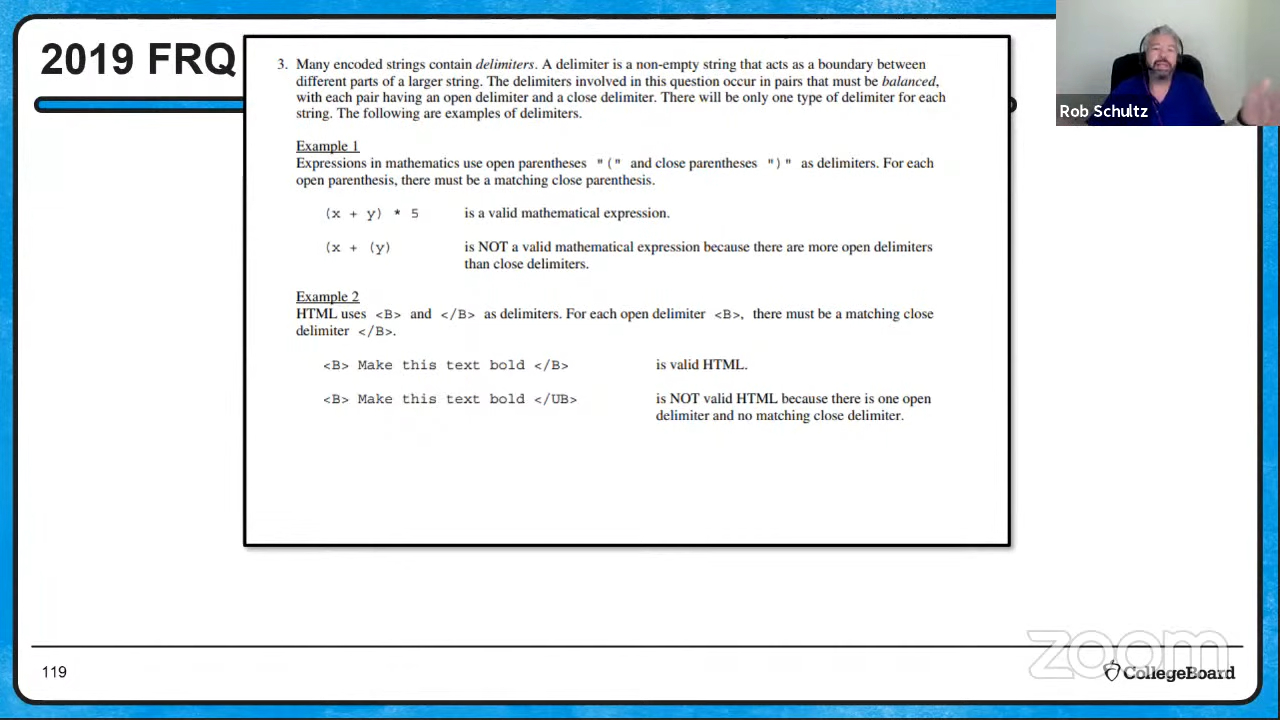 2019 FRQ
3. Many encoded strings contain delimiters. A delimiter is a non-empty string that acts as a boundary between
different parts of a larger string. The delimiters involved in this question occur in pairs that must be balanced,
with each pair having an open delimiter and a close delimiter. There will be only one type of delimiter for each
string. The following are examples of delimiters.
Example 1
Expressions in mathematics use open parentheses "(" and close parentheses ")" as delimiters. For each
open parenthesis, there must be a matching close parenthesis.
(x + y) * 5 is a valid mathematical expression.
(x + (y) is NOT a valid mathematical expression because there are more open delimiters
than close delimiters.
Example 2
HTML uses <B> and </B> as delimiters. For each open delimiter <B>, there must be a matching close
delimiter </B>.
<B> Make this text bold </B> is valid HTML.
<B> Make this text bold </UB> is NOT valid HTML because there is one open
delimiter and no matching close delimiter.
Rob Schultz
zoom
119
CollegeBoard